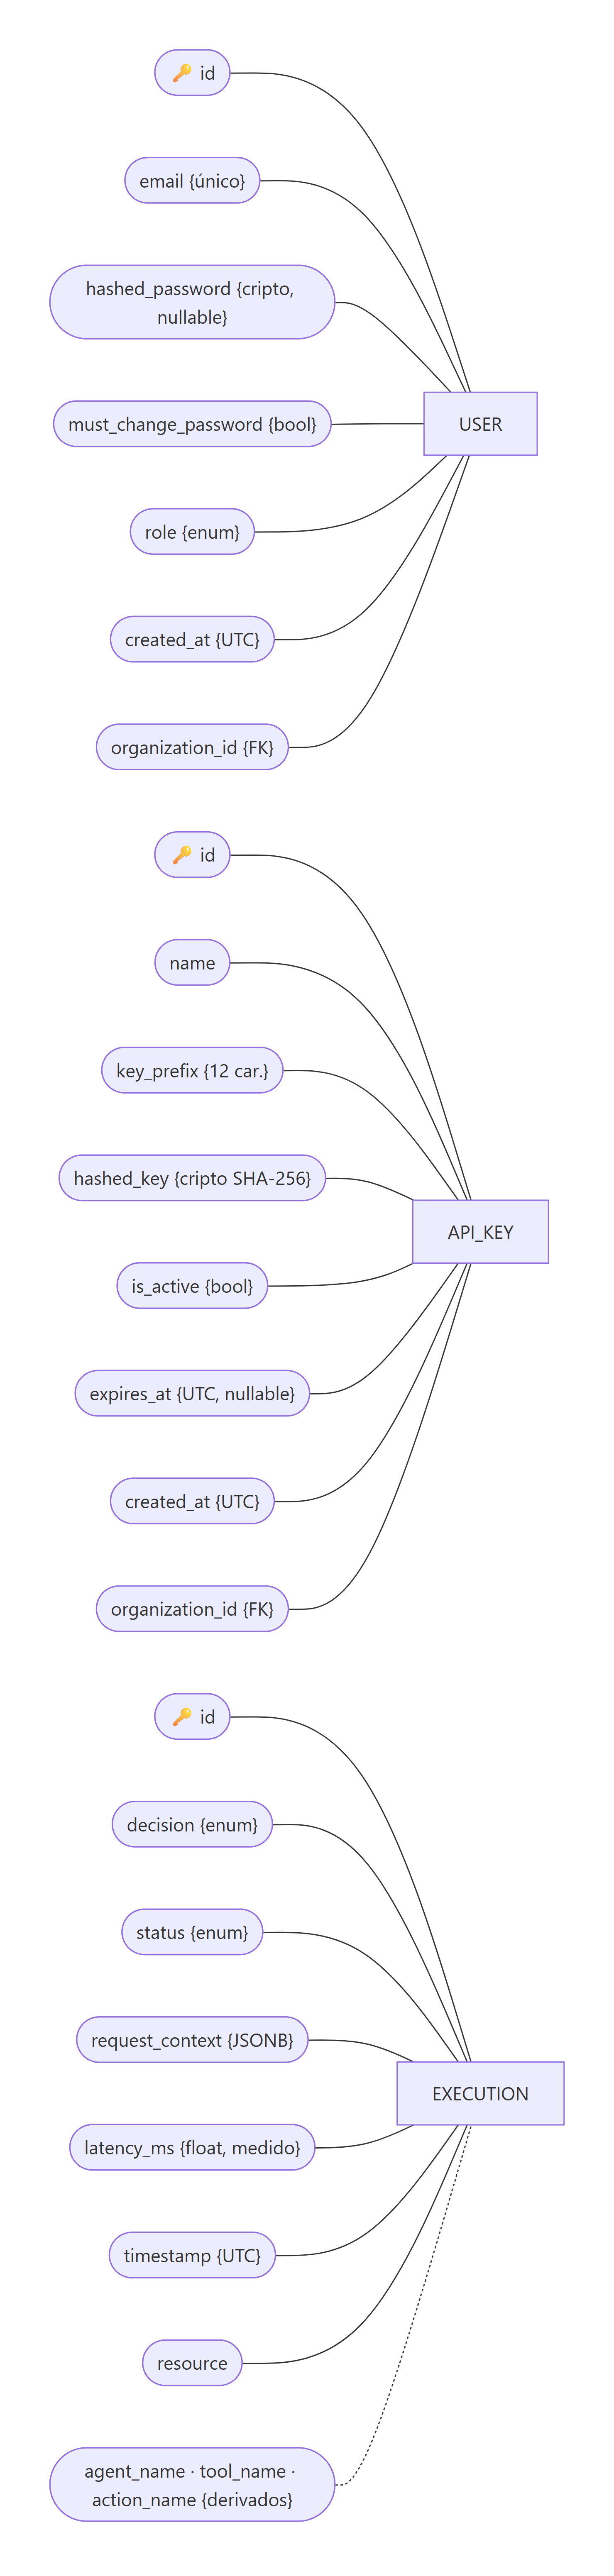 🔑 id
email {único}
hashed_password {cripto,
nullable}
must_change_password {bool}
USER
role {enum}
created_at {UTC}
organization_id {FK}
🔑 id
name
key_prefix {12 car.}
hashed_key {cripto SHA-256}
API_KEY
is_active {bool}
expires_at {UTC, nullable}
created_at {UTC}
organization_id {FK}
🔑 id
decision {enum}
status {enum}
request_context {JSONB}
EXECUTION
latency_ms {float, medido}
timestamp {UTC}
resource
agent_name · tool_name ·
action_name {derivados}